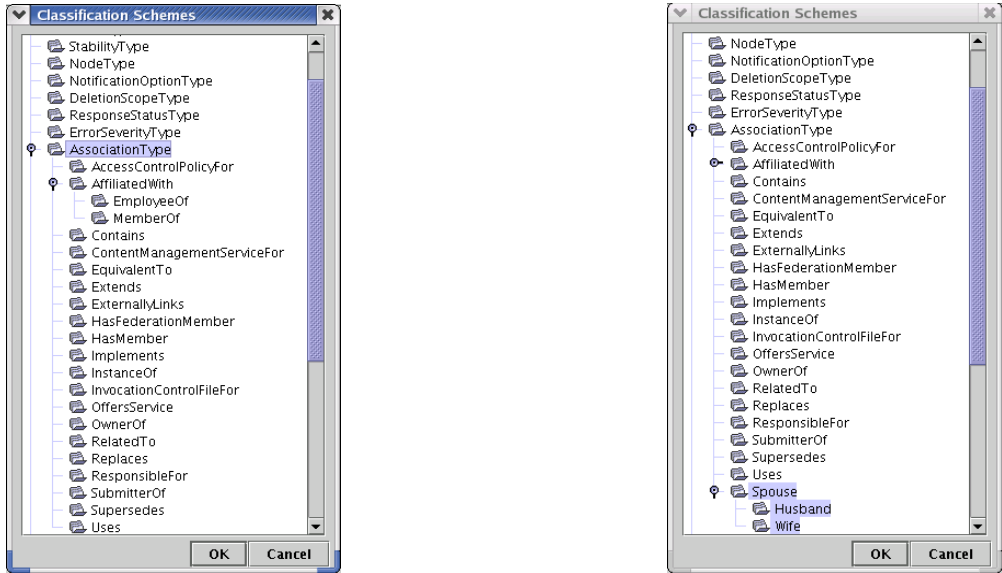 Classification Schemes
StabilityType
NodeType
NotificationOptionType
DeletionScopeType
ResponseStatusType
ErrorSeverityType
AssociationType
AccessControlPolicyFor
AffiliatedWith
EmployeeOf
MemberOf
Contains
ContentManagementServiceFor
EquivalentTo
Extends
ExternallyLinks
HasFederationMember
HasMember
Implements
InstanceOf
InvocationControlFileFor
OffersService
OwnerOf
RelatedTo
Replaces
ResponsibleFor
SubmitterOf
Supersedes
Uses
OK Cancel
Classification Schemes
NodeType
NotificationOptionType
DeletionScopeType
ResponseStatusType
ErrorSeverityType
AssociationType
AccessControlPolicyFor
AffiliatedWith
Contains
ContentManagementServiceFor
EquivalentTo
Extends
ExternallyLinks
HasFederationMember
HasMember
Implements
InstanceOf
InvocationControlFileFor
OffersService
OwnerOf
RelatedTo
Replaces
ResponsibleFor
SubmitterOf
Supersedes
Uses
Spouse
Husband
Wife
OK Cancel